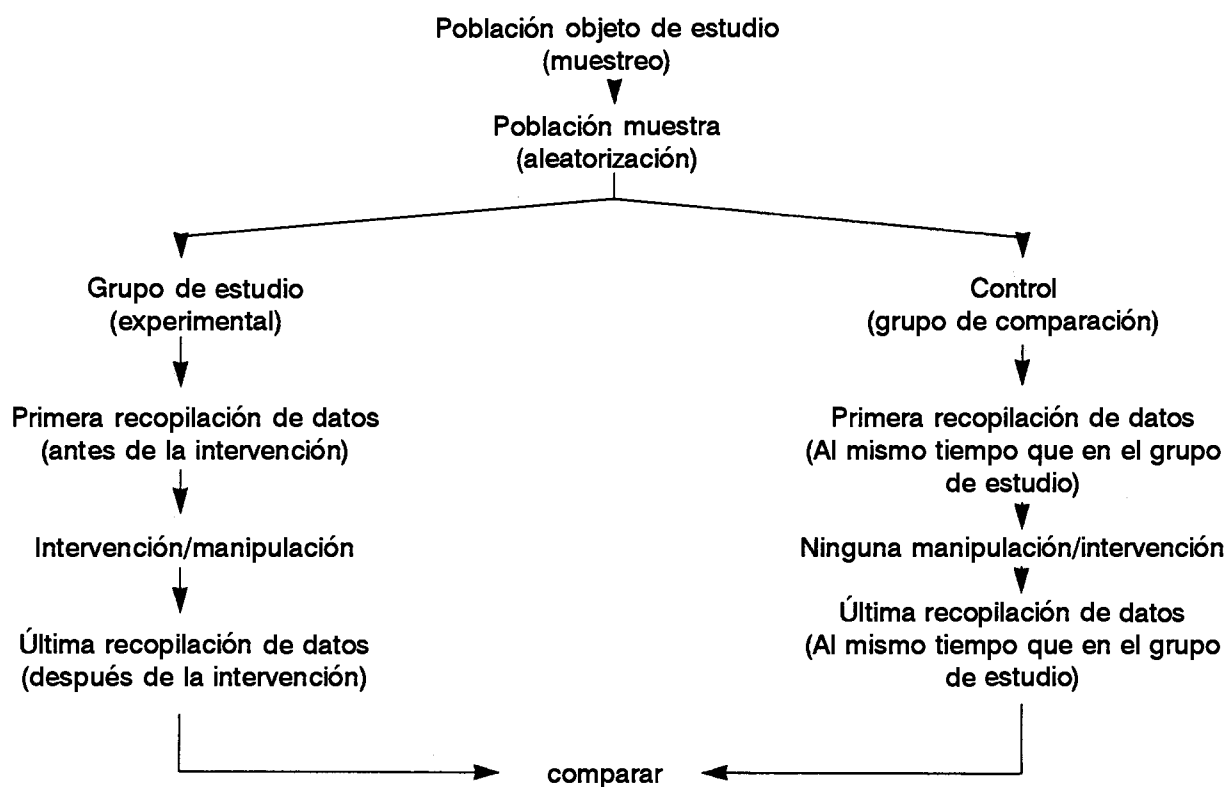 Población objeto de estudio
(muestreo)
Población muestra
(aleatorización)
Grupo de estudio
(experimental)
Control
(grupo de comparación)
Primera recopilación de datos
(antes de la intervención)
Primera recopilación de datos
(Al mismo tiempo que en el grupo
de estudio)
Intervención/manipulación
Ninguna manipulación/intervención
Última recopilación de datos
(después de la intervención)
Última recopilación de datos
(Al mismo tiempo que en el grupo
de estudio)
comparar